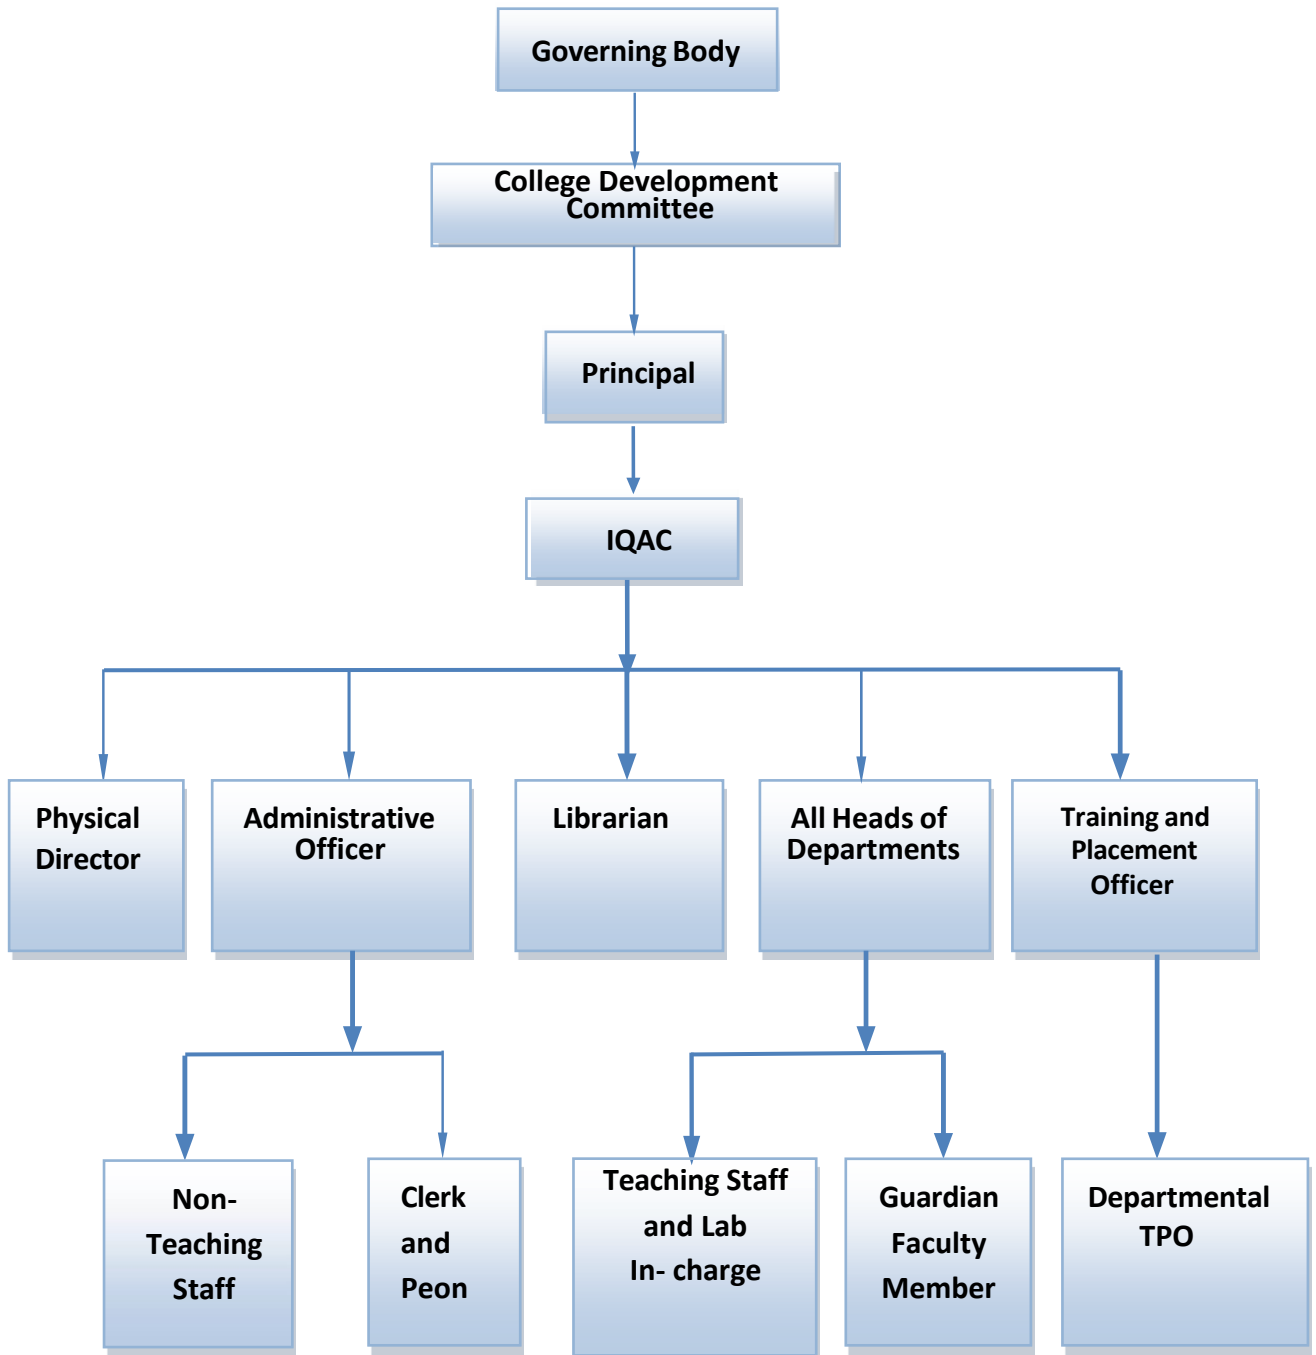 Governing Body
College Development
Committee
Principal
IQAC
Physical
Director
Administrative
Officer
Librarian
All Heads of
Departments
Training and
Placement
Officer
Non-
Teaching
Staff
Clerk
and
Peon
Teaching Staff
and Lab
In- charge
Guardian
Faculty
Member
Departmental
TPO